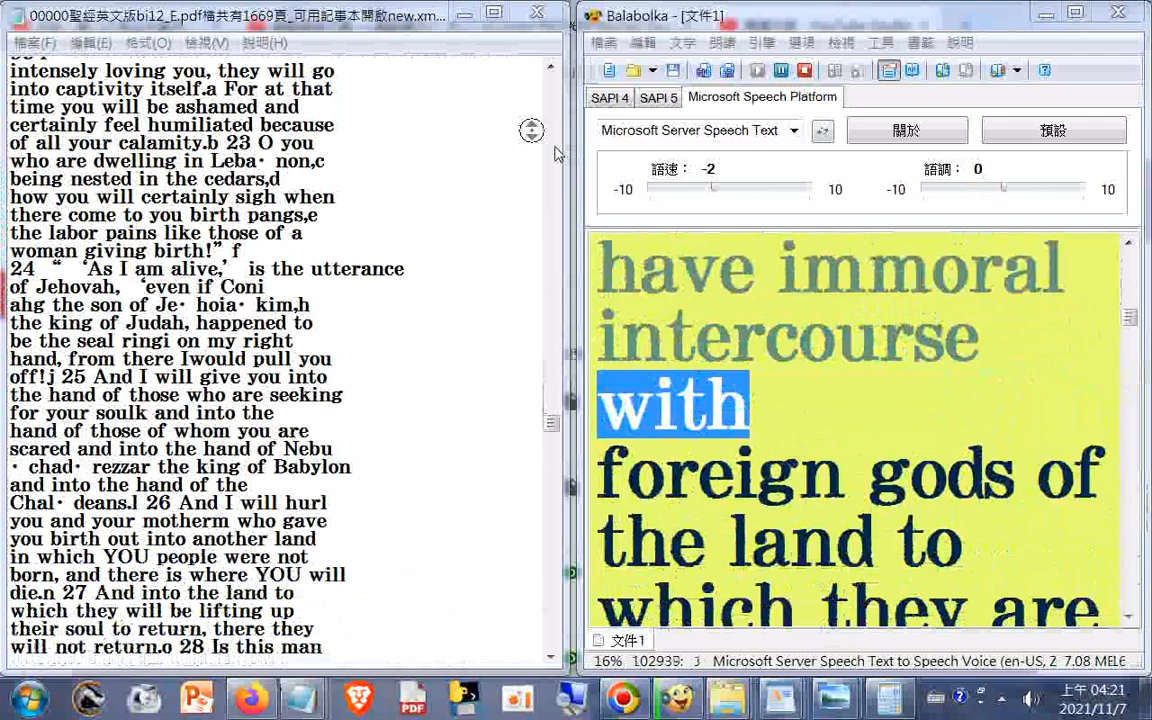 00000聖經英文版bi12_E.pdf檔共有1669頁_可用記事本開啟new.xm...
檔案(F) 編輯(E) 格式(O) 檢視(V) 說明(H)
intensely loving you, they will go
into captivity itself.a For at that
time you will be ashamed and
certainly feel humiliated because
of all your calamity.b 23 O you
who are dwelling in Leba· non,c
being nested in the cedars,d
how you will certainly sigh when
there come to you birth pangs,e
the labor pains like those of a
woman giving birth!” f
24 “ ‘As I am alive,’ is the utterance
of Jehovah, ‘even if Coni
ahg the son of Je· hoia· kim,h
the king of Judah, happened to
be the seal ringi on my right
hand, from there Iwould pull you
off!j 25 And I will give you into
the hand of those who are seeking
for your soulk and into the
hand of those of whom you are
scared and into the hand of Nebu
· chad· rezzar the king of Babylon
and into the hand of the
Chal· deans.l 26 And I will hurl
you and your motherm who gave
you birth out into another land
in which YOU people were not
born, and there is where YOU will
die.n 27 And into the land to
which they will be lifting up
their soul to return, there they
will not return.o 28 Is this man
Balabolka - [文件1]
檔案 編輯 文字 朗讀 引擎 選項 檢視 工具 書籤 說明
SAPI 4 SAPI 5 Microsoft Speech Platform
Microsoft Server Speech Text 關於 預設
語速： -2 語調： 0
-10 10 -10 10
have immoral
intercourse
with
foreign gods of
the land to
which they are
文件1
16% 102939: 3 Microsoft Server Speech Text to Speech Voice (en-US, 2 7.08 МБ
上午 04:21
2021/11/7